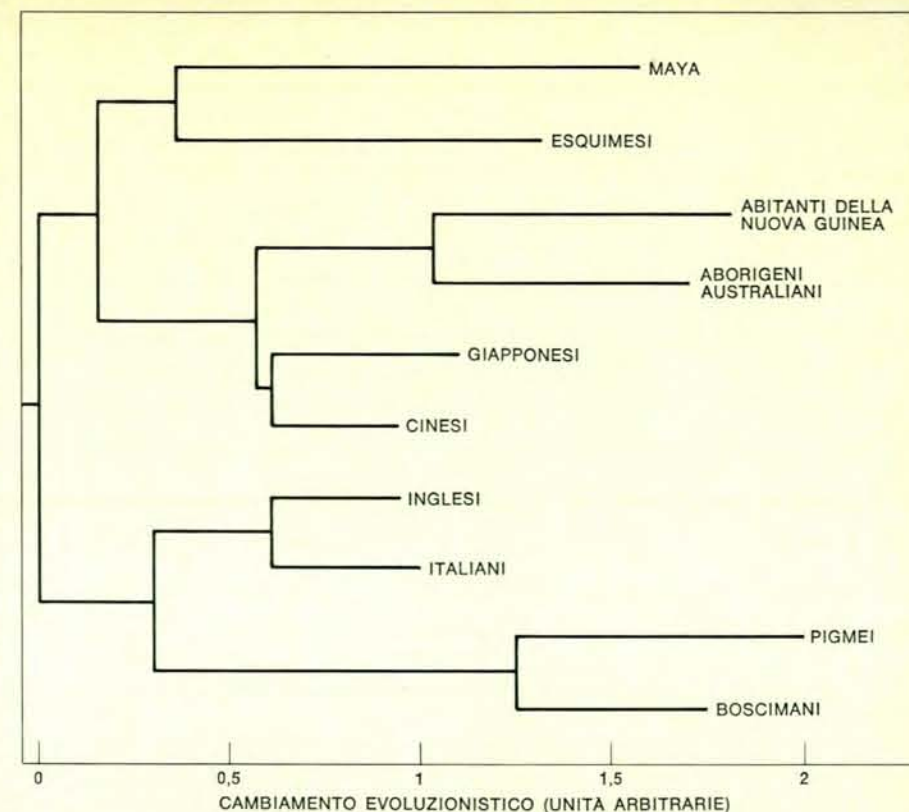 MAYA
ESQUIMESI
ABITANTI DELLA
NUOVA GUINEA
ABORIGENI
AUSTRALIANI
GIAPPONESI
CINESI
INGLESI
ITALIANI
PIGMEI
BOSCIMANI
0 0,5 1 1,5 2
CAMBIAMENTO EVOLUZIONISTICO (UNITA ARBITRARIE)